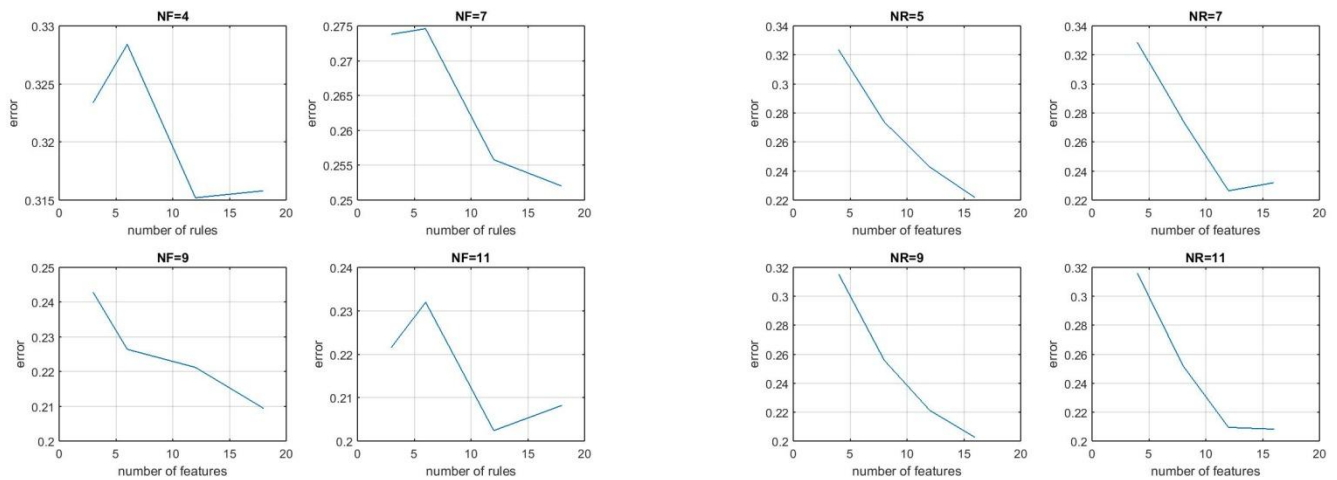 NF=4
0.33
0.325
0.32
0.315
error
0 5 10 15 20
number of rules
NF=7
0.275
0.27
0.265
0.26
0.255
0.25
error
0 5 10 15 20
number of rules
NR=5
0.34
0.32
0.3
0.28
0.26
0.24
0.22
error
0 5 10 15 20
number of features
NR=7
0.34
0.32
0.3
0.28
0.26
0.24
0.22
error
0 5 10 15 20
number of features
NF=9
0.25
0.24
0.23
0.22
0.21
0.2
error
0 5 10 15 20
number of features
NF=11
0.24
0.23
0.22
0.21
0.2
error
0 5 10 15 20
number of rules
NR=9
0.32
0.3
0.28
0.26
0.24
0.22
0.2
error
0 5 10 15 20
number of features
NR=11
0.32
0.3
0.28
0.26
0.24
0.22
0.2
error
0 5 10 15 20
number of features